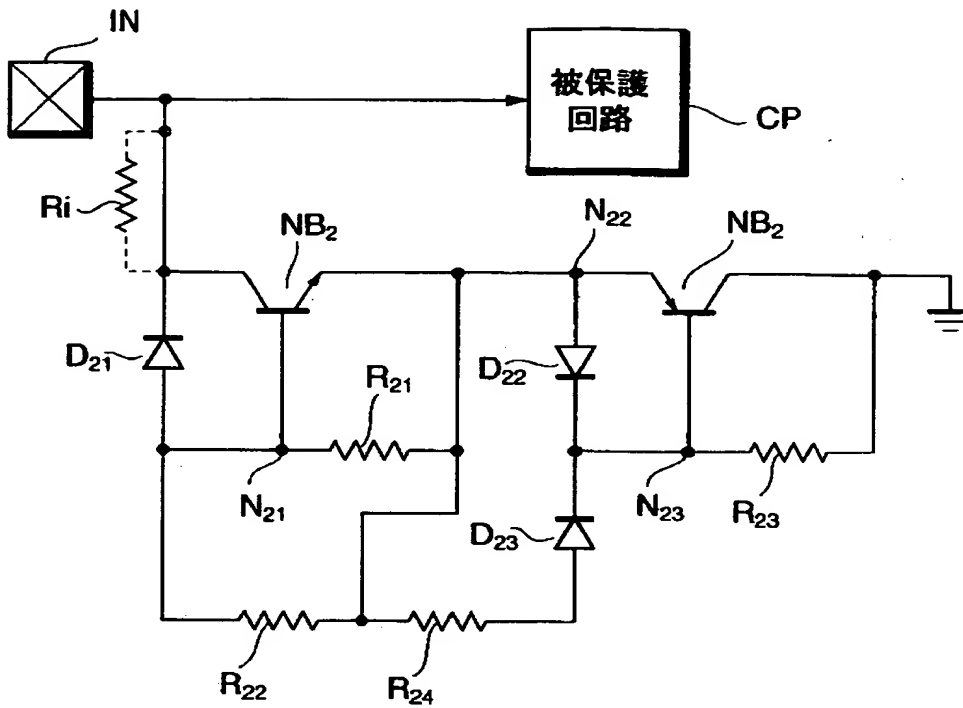 IN
被保護
回路
CP
Ri
NB₂
N₂₂
NB₂
D₂₁
R₂₁
D₂₂
N₂₁
N₂₃
R₂₃
D₂₃
R₂₂
R₂₄